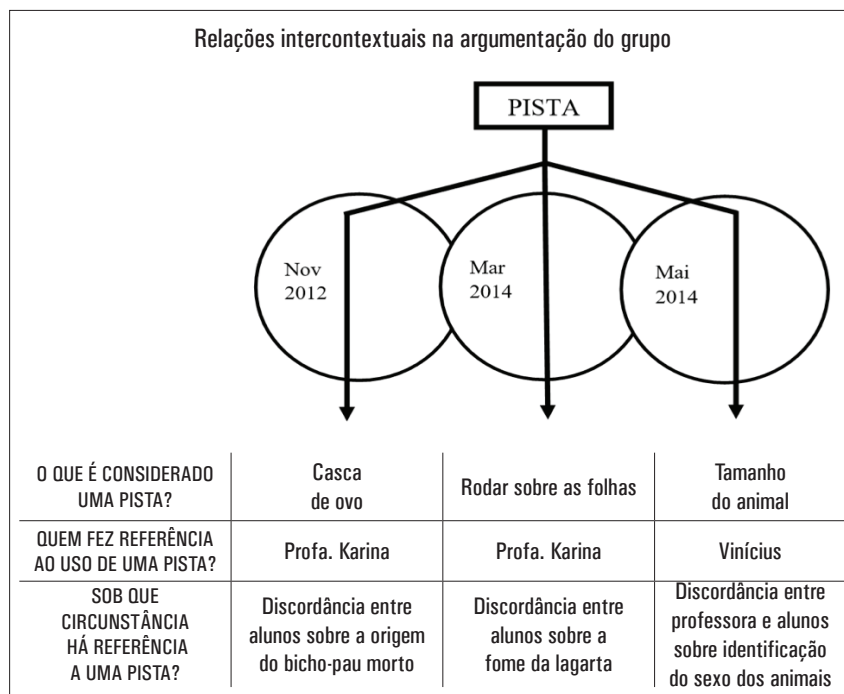 Relações intercontextuais na argumentação do grupo
PISTA
Nov
2012
Mar
2014
Mai
2014
O QUE É CONSIDERADO
UMA PISTA?
Casca
de ovo
Rodar sobre as folhas
Tamanho
do animal
QUEM FEZ REFERÊNCIA
AO USO DE UMA PISTA?
Profa. Karina
Profa. Karina
Vinícius
SOB QUE
CIRCUNSTÂNCIA
HÁ REFERÊNCIA
A UMA PISTA?
Discordância entre
alunos sobre a origem
do bicho-pau morto
Discordância entre
alunos sobre a
fome da lagarta
Discordância entre
professora e alunos
sobre identificação
do sexo dos animais